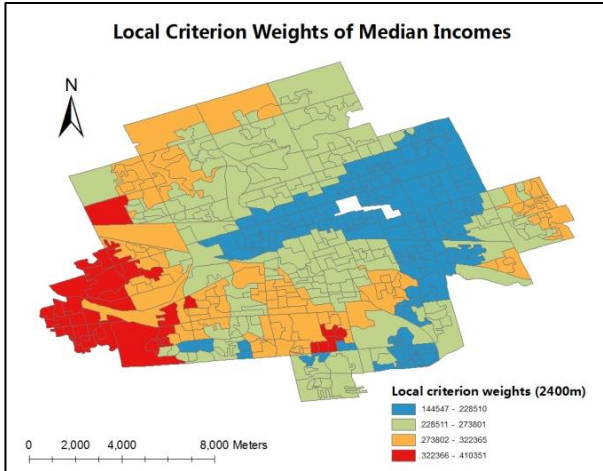 Local Criterion Weights of Median Incomes
N
Local criterion weights (2400m)
.144547 - .228510
.228511 - .273801
.273802 - .322365
.322366 - .410351
0 2,000 4,000 8,000 Meters